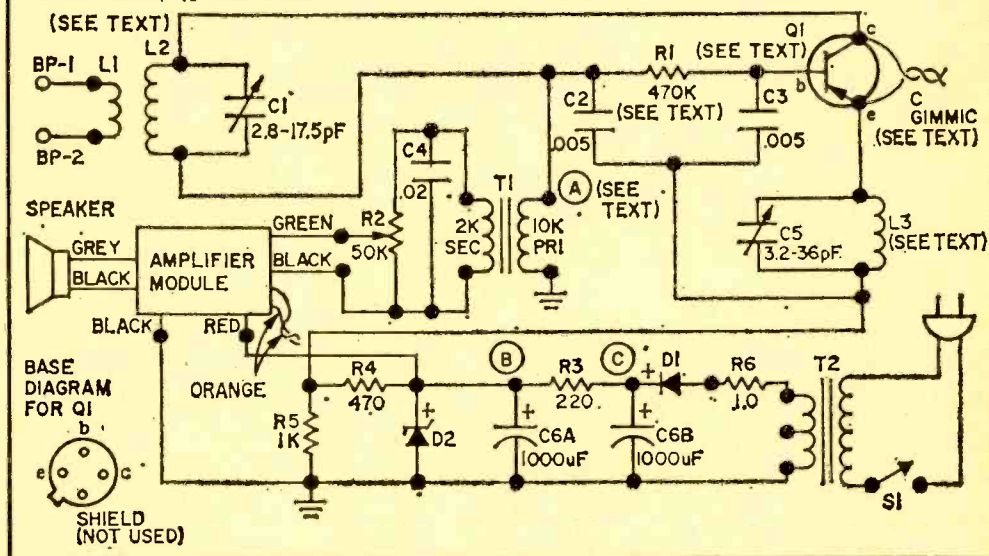 (SEE TEXT)
BP-1
L1
L2
BP-2
C1
2.8-17.5pF
Q1
(SEE TEXT)
c
b
e
C
GIMMIC
(SEE TEXT)
R1
470K
(SEE TEXT)
C2
.005
C3
.005
C4
.02
T1
2K
SEC
10K
PRI
A
(SEE
TEXT)
R2
50K
C5
3.2-36pF
L3
(SEE TEXT)
SPEAKER
GREY
BLACK
AMPLIFIER
MODULE
GREEN
BLACK
BLACK
RED
ORANGE
BASE
DIAGRAM
FOR Q1
b
e
c
SHIELD
(NOT USED)
R4
470
R5
1K
+
D2
B
R3
220
C
+
D1
R6
1.0
T2
+
C6A
1000uF
+
C6B
1000uF
S1